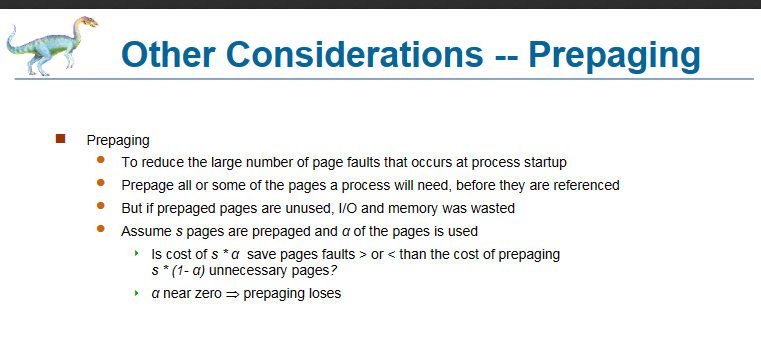 Other Considerations -- Prepaging
Prepaging
To reduce the large number of page faults that occurs at process startup
Prepage all or some of the pages a process will need, before they are referenced
But if prepaged pages are unused, I/O and memory was wasted
Assume s pages are prepaged and α of the pages is used
Is cost of s * α save pages faults > or < than the cost of prepaging
s * (1- α) unnecessary pages?
α near zero ⇒ prepaging loses